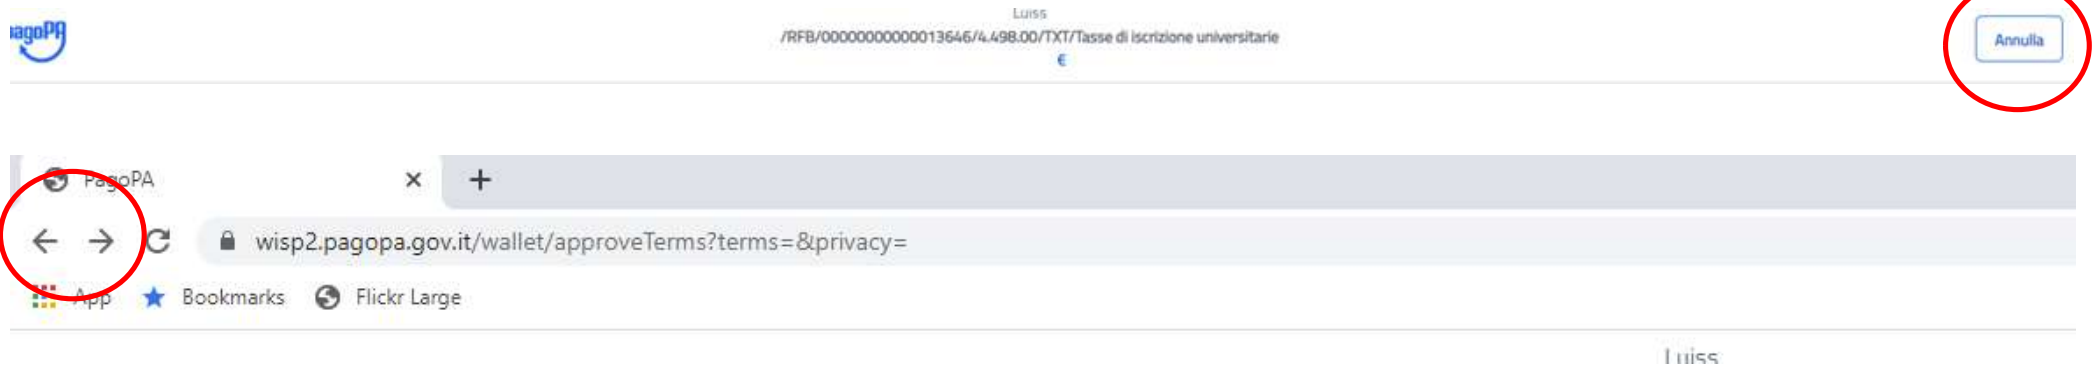 Luiss
pagoPA
/RFB/00000000000013646/4.498.00/TXT/Tasse di iscrizione universitarie
€
Annulla
PagoPA
wisp2.pagopa.gov.it/wallet/approveTerms?terms=&privacy=
App Bookmarks Flickr Large
Luiss